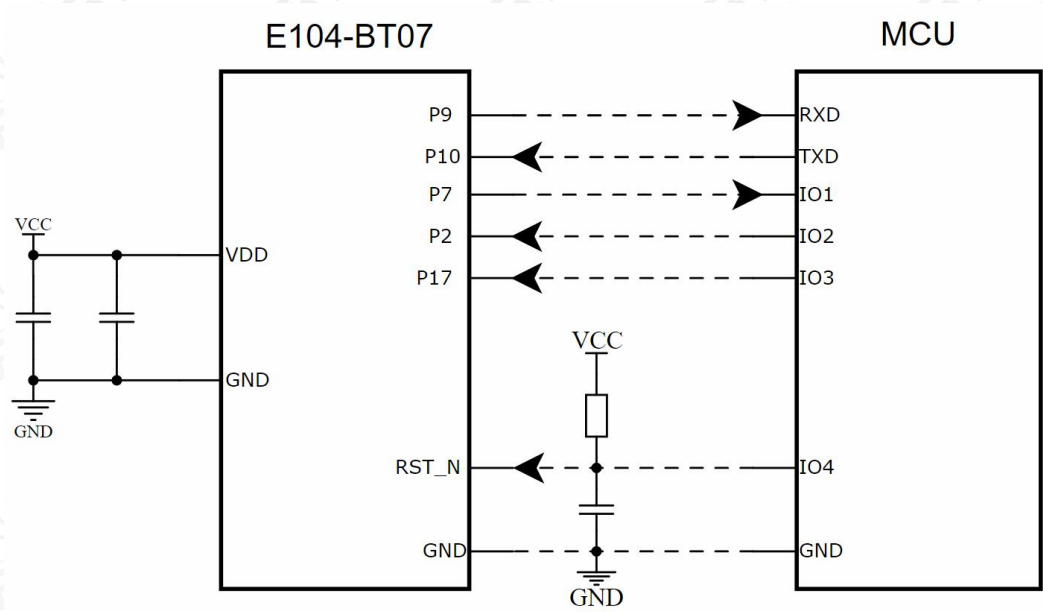 E104-BT07
MCU
P9
RXD
P10
TXD
P7
IO1
VCC
P2
IO2
VDD
P17
IO3
VCC
GND
GND
RST_N
IO4
GND
GND
GND